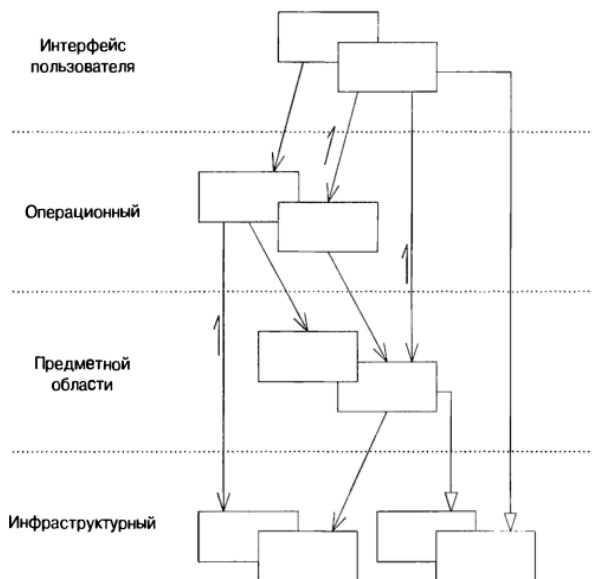 Интерфейс
пользователя
Операционный
Предметной
области
Инфраструктурный